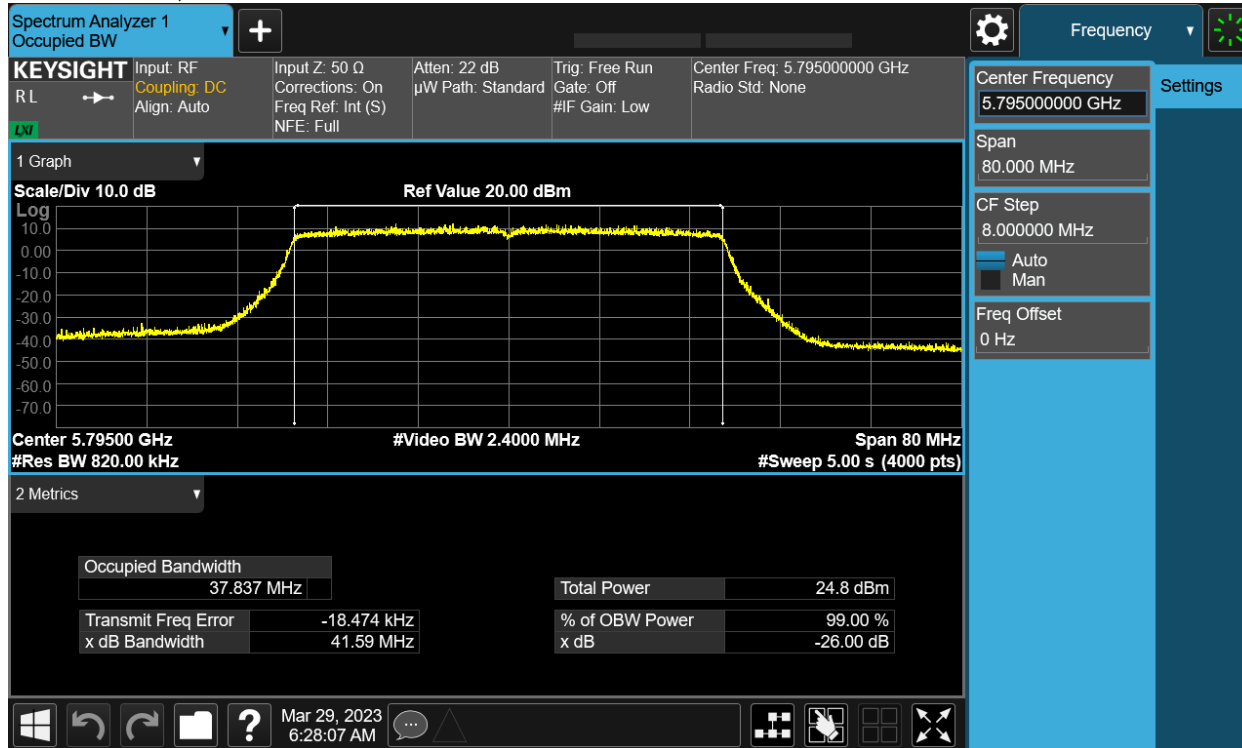 Spectrum Analyzer 1
Occupied BW
+
Frequency
KEYSIGHT
R L
LXI
Input: RF
Coupling: DC
Align: Auto
Input Z: 50 Ω
Corrections: On
Freq Ref: Int (S)
NFE: Full
Atten: 22 dB
µW Path: Standard
Trig: Free Run
Gate: Off
#IF Gain: Low
Center Freq: 5.795000000 GHz
Radio Std: None
Center Frequency
5.795000000 GHz
Settings
Span
80.000 MHz
CF Step
8.000000 MHz
Auto
Man
Freq Offset
0 Hz
1 Graph
Scale/Div 10.0 dB
Ref Value 20.00 dBm
Log
10.0
0.00
-10.0
-20.0
-30.0
-40.0
-50.0
-60.0
-70.0
Center 5.79500 GHz
#Video BW 2.4000 MHz
Span 80 MHz
#Res BW 820.00 kHz
#Sweep 5.00 s (4000 pts)
2 Metrics
Occupied Bandwidth
37.837 MHz
Total Power 24.8 dBm
Transmit Freq Error -18.474 kHz
% of OBW Power 99.00 %
x dB Bandwidth 41.59 MHz
x dB -26.00 dB
?
Mar 29, 2023
6:28:07 AM